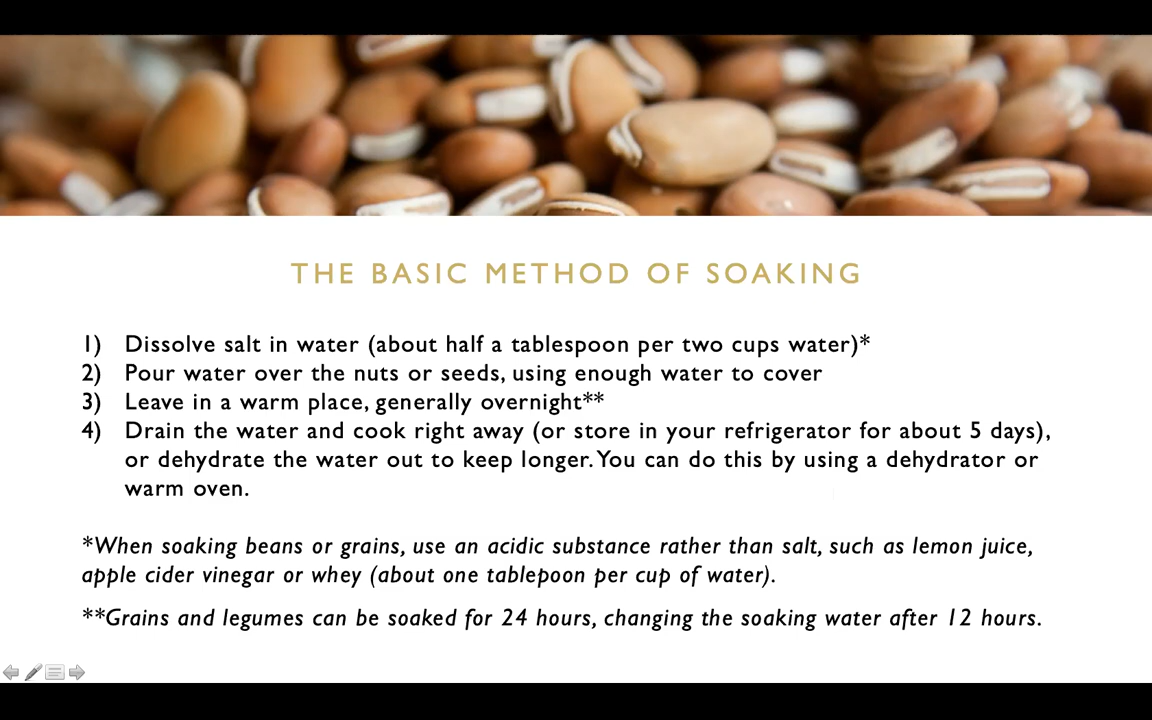 THE BASIC METHOD OF SOAKING
1) Dissolve salt in water (about half a tablespoon per two cups water)*
2) Pour water over the nuts or seeds, using enough water to cover
3) Leave in a warm place, generally overnight**
4) Drain the water and cook right away (or store in your refrigerator for about 5 days),
or dehydrate the water out to keep longer. You can do this by using a dehydrator or
warm oven.
*When soaking beans or grains, use an acidic substance rather than salt, such as lemon juice,
apple cider vinegar or whey (about one tablepoon per cup of water).
**Grains and legumes can be soaked for 24 hours, changing the soaking water after 12 hours.